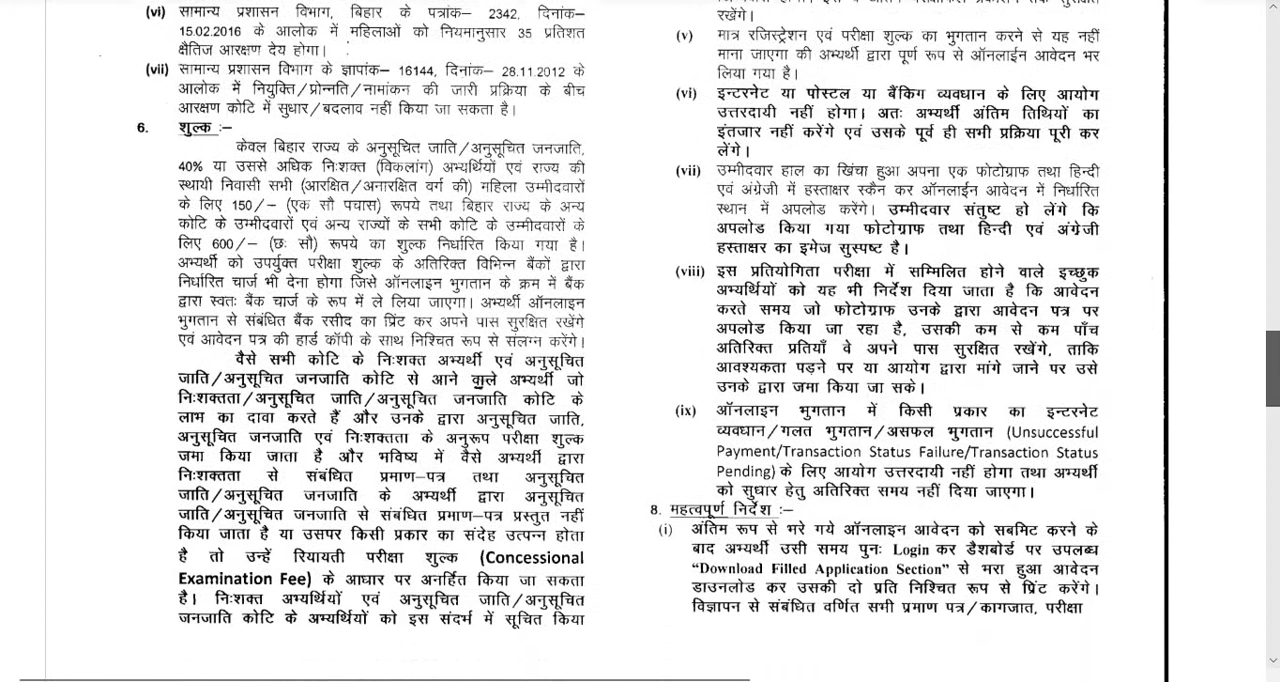 (vi) सामान्य प्रशासन विभाग, बिहार के पत्रांक– 2342, दिनांक–
15.02.2016 के आलोक में महिलाओं को नियमानुसार 35 प्रतिशत
क्षैतिज आरक्षण देय होगा।
(vii) सामान्य प्रशासन विभाग के ज्ञापांक– 16144, दिनांक– 28.11.2012 के
आलोक में नियुक्ति/प्रोन्नति/नामांकन की जारी प्रक्रिया के बीच
आरक्षण कोटि में सुधार/बदलाव नहीं किया जा सकता है।
6. शुल्क :–
केवल बिहार राज्य के अनुसूचित जाति/अनुसूचित जनजाति,
40% या उससे अधिक निःशक्त (विकलांग) अभ्यर्थियों एवं राज्य की
स्थायी निवासी सभी (आरक्षित/अनारक्षित वर्ग की) महिला उम्मीदवारों
के लिए 150/– (एक सौ पचास) रूपये तथा बिहार राज्य के अन्य
कोटि के उम्मीदवारों एवं अन्य राज्यों के सभी कोटि के उम्मीदवारों के
लिए 600/– (छः सौ) रूपये का शुल्क निर्धारित किया गया है।
अभ्यर्थी को उपर्युक्त परीक्षा शुल्क के अतिरिक्त विभिन्न बैंकों द्वारा
निर्धारित चार्ज भी देना होगा जिसे ऑनलाइन भुगतान के क्रम में बैंक
द्वारा स्वतः बैंक चार्ज के रूप में ले लिया जाएगा। अभ्यर्थी ऑनलाइन
भुगतान से संबंधित बैंक रसीद का प्रिंट कर अपने पास सुरक्षित रखेंगे
एवं आवेदन पत्र की हार्ड कॉपी के साथ निश्चित रूप से संलग्न करेंगे।
वैसे सभी कोटि के निःशक्त अभ्यर्थी एवं अनुसूचित
जाति/अनुसूचित जनजाति कोटि से आने वाले अभ्यर्थी जो
निःशक्तता/अनुसूचित जाति/अनुसूचित जनजाति कोटि के
लाभ का दावा करते हैं और उनके द्वारा अनुसूचित जाति,
अनुसूचित जनजाति एवं निःशक्तता के अनुरूप परीक्षा शुल्क
जमा किया जाता है और भविष्य में वैसे अभ्यर्थी द्वारा
निःशक्तता से संबंधित प्रमाण–पत्र तथा अनुसूचित
जाति/अनुसूचित जनजाति के अभ्यर्थी द्वारा अनुसूचित
जाति/अनुसूचित जनजाति से संबंधित प्रमाण–पत्र प्रस्तुत नहीं
किया जाता है या उसपर किसी प्रकार का संदेह उत्पन्न होता
है तो उन्हें रियायती परीक्षा शुल्क (Concessional
Examination Fee) के आधार पर अनर्हित किया जा सकता
है। निःशक्त अभ्यर्थियों एवं अनुसूचित जाति/अनुसूचित
जनजाति कोटि के अभ्यर्थियों को इस संदर्भ में सूचित किया
रखेंगे।
(v) मात्र रजिस्ट्रेशन एवं परीक्षा शुल्क का भुगतान करने से यह नहीं
माना जाएगा की अभ्यर्थी द्वारा पूर्ण रूप से ऑनलाईन आवेदन भर
लिया गया है।
(vi) इन्टरनेट या पोस्टल या बैंकिग व्यवधान के लिए आयोग
उत्तरदायी नहीं होगा। अतः अभ्यर्थी अंतिम तिथियों का
इंतजार नहीं करेंगे एवं उसके पूर्व ही सभी प्रक्रिया पूरी कर
लेंगे।
(vii) उम्मीदवार हाल का खिंचा हुआ अपना एक फोटोग्राफ तथा हिन्दी
एवं अंग्रेजी में हस्ताक्षर स्कैन कर ऑनलाईन आवेदन में निर्धारित
स्थान में अपलोड करेंगे। उम्मीदवार संतुष्ट हो लेंगे कि
अपलोड किया गया फोटोग्राफ तथा हिन्दी एवं अंग्रेजी
हस्ताक्षर का इमेज सुस्पष्ट है।
(viii) इस प्रतियोगिता परीक्षा में सम्मिलित होने वाले इच्छुक
अभ्यर्थियों को यह भी निर्देश दिया जाता है कि आवेदन
करते समय जो फोटोग्राफ उनके द्वारा आवेदन पत्र पर
अपलोड किया जा रहा है, उसकी कम से कम पाँच
अतिरिक्त प्रतियाँ वे अपने पास सुरक्षित रखेंगे, ताकि
आवश्यकता पड़ने पर या आयोग द्वारा मांगे जाने पर उसे
उनके द्वारा जमा किया जा सके।
(ix) ऑनलाइन भुगतान में किसी प्रकार का इन्टरनेट
व्यवधान/गलत भुगतान/असफल भुगतान (Unsuccessful
Payment/Transaction Status Failure/Transaction Status
Pending) के लिए आयोग उत्तरदायी नहीं होगा तथा अभ्यर्थी
को सुधार हेतु अतिरिक्त समय नहीं दिया जाएगा।
8. महत्वपूर्ण निर्देश :–
(i) अंतिम रूप से भरे गये ऑनलाइन आवेदन को सबमिट करने के
बाद अभ्यर्थी उसी समय पुनः Login कर डैशबोर्ड पर उपलब्ध
“Download Filled Application Section” से भरा हुआ आवेदन
डाउनलोड कर उसकी दो प्रति निश्चित रूप से प्रिंट करेंगे।
विज्ञापन से संबंधित वर्णित सभी प्रमाण पत्र/कागजात, परीक्षा